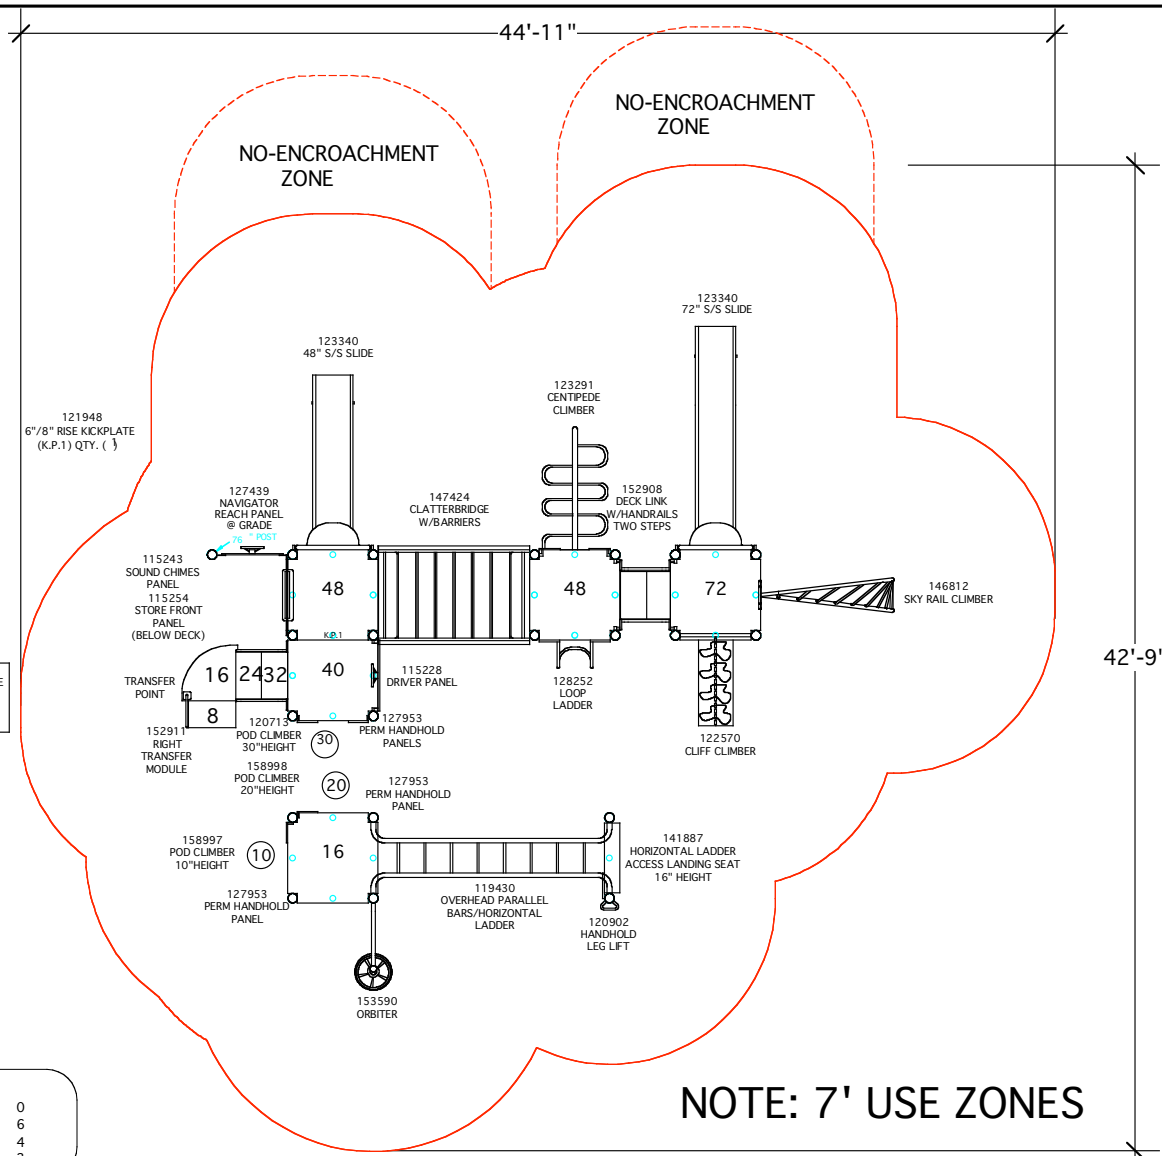 44'-11"
NO-ENCROACHMENT
ZONE
NO-ENCROACHMENT
ZONE
123340
72" S/S SLIDE
123340
48" S/S SLIDE
123291
CENTIPEDE
CLIMBER
121948
6"/8" RISE KICKPLATE
(K.P.1) QTY. ( )
127439
NAVIGATOR
REACH PANEL
@ GRADE
76 " POST
147424
CLATTERBRIDGE
W/BARRIERS
152908
DECK LINK
W/HANDRAILS
TWO STEPS
115243
SOUND CHIMES
PANEL
115254
STORE FRONT
PANEL
(BELOW DECK)
48
48
72
146812
SKY RAIL CLIMBER
K.P.1
42'-9"
TRANSFER
POINT
16
24
32
40
8
115228
DRIVER PANEL
128252
LOOP
LADDER
152911
RIGHT
TRANSFER
MODULE
120713
POD CLIMBER
30"HEIGHT
30
127953
PERM HANDHOLD
PANELS
122570
CLIFF CLIMBER
158998
POD CLIMBER
20"HEIGHT
20
127953
PERM HANDHOLD
PANEL
158997
POD CLIMBER
10"HEIGHT
10
16
141887
HORIZONTAL LADDER
ACCESS LANDING SEAT
16" HEIGHT
127953
PERM HANDHOLD
PANEL
119430
OVERHEAD PARALLEL
BARS/HORIZONTAL
LADDER
120902
HANDHOLD
LEG LIFT
153590
ORBITER
NOTE: 7' USE ZONES
E
0
6
4